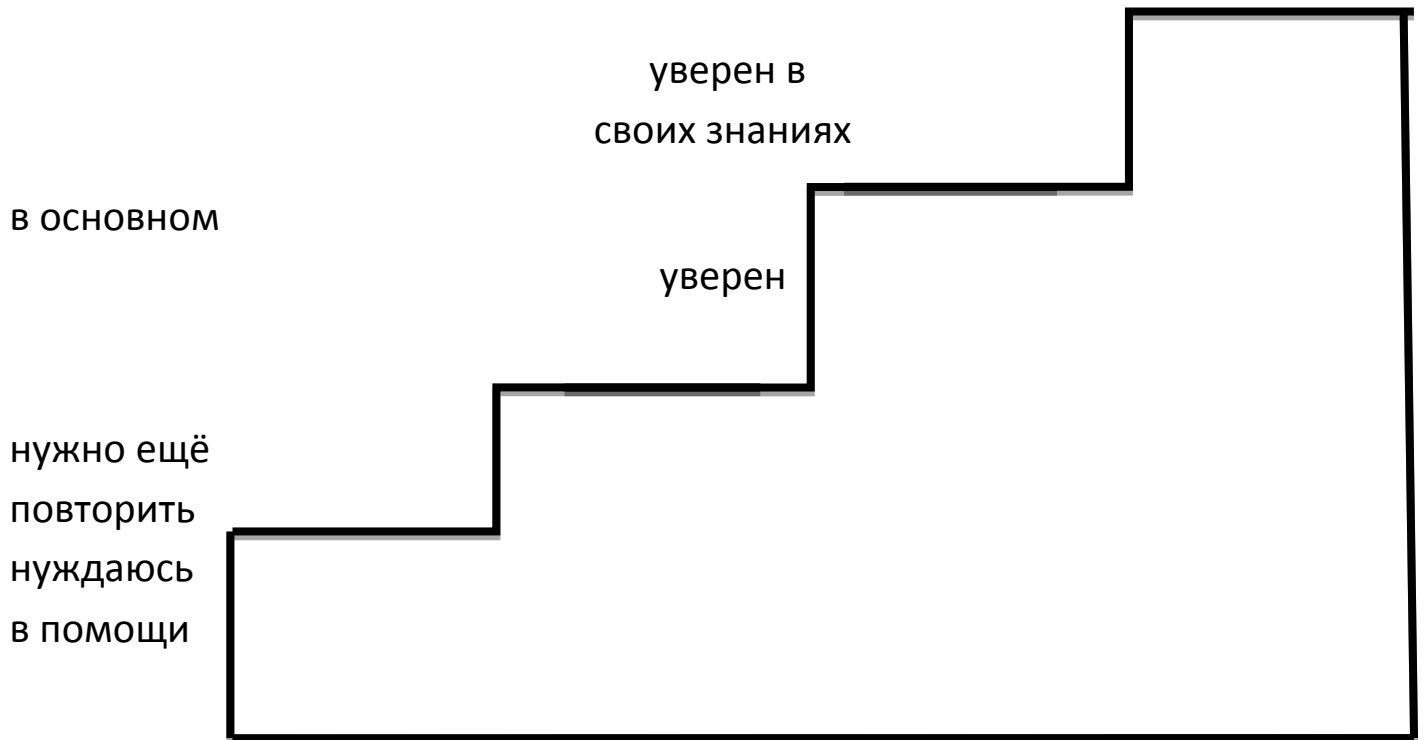 уверен в
своих знаниях
в основном
уверен
нужно ещё
повторить
нуждаюсь
в помощи